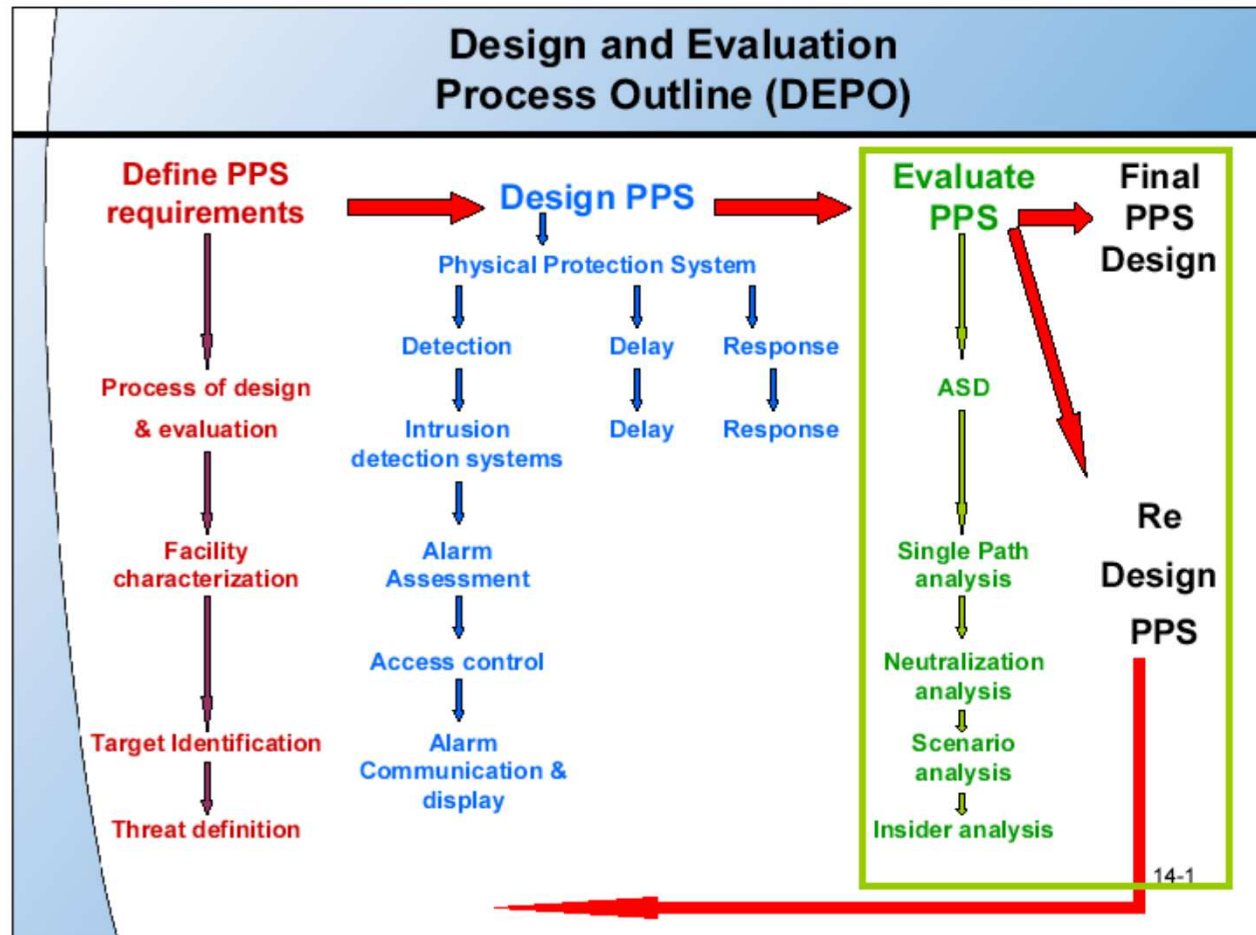 Design and Evaluation
Process Outline (DEPO)
Define PPS
requirements
Process of design
& evaluation
Facility
characterization
Target Identification
Threat definition
Design PPS
Physical Protection System
Detection
Intrusion
detection systems
Alarm
Assessment
Access control
Alarm
Communication &
display
Delay
Delay
Response
Response
Evaluate
PPS
ASD
Single Path
analysis
Neutralization
analysis
Scenario
analysis
Insider analysis
Final
PPS
Design
Re
Design
PPS
14-1